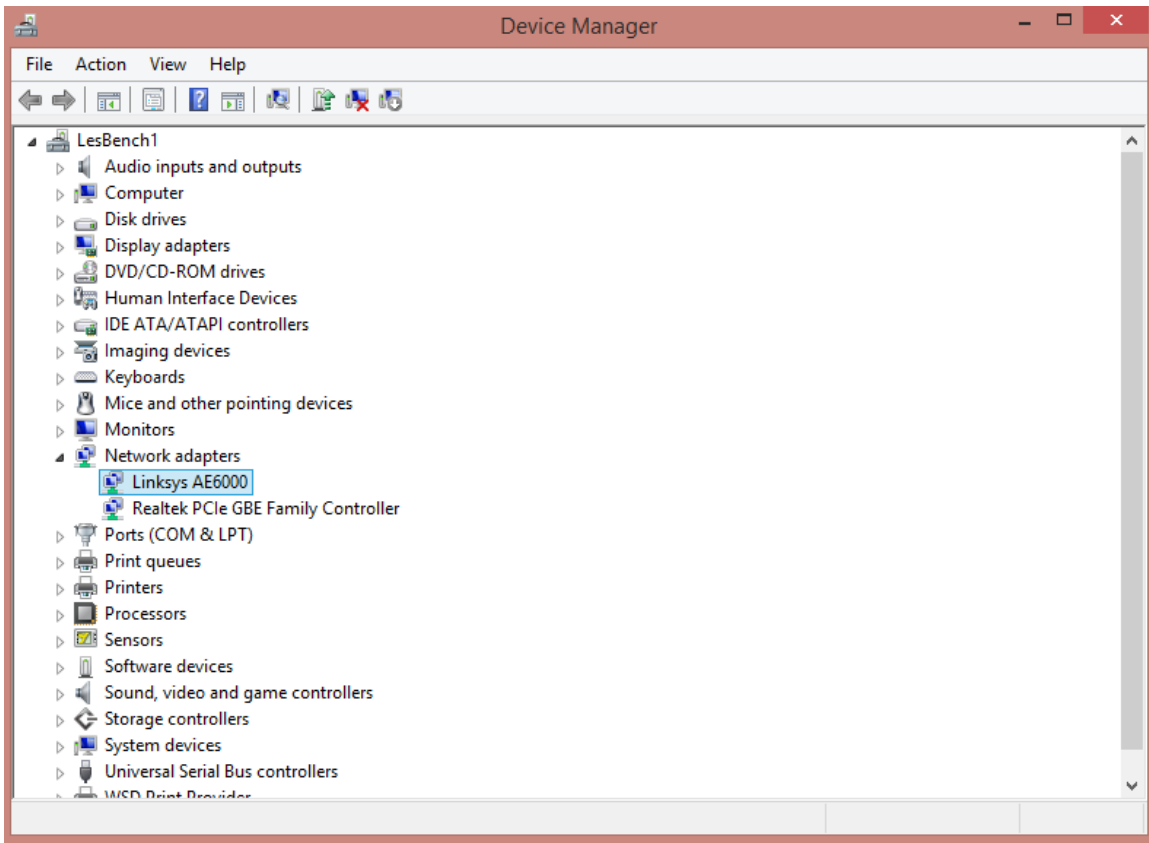 Device Manager
File Action View Help
LesBench1
Audio inputs and outputs
Computer
Disk drives
Display adapters
DVD/CD-ROM drives
Human Interface Devices
IDE ATA/ATAPI controllers
Imaging devices
Keyboards
Mice and other pointing devices
Monitors
Network adapters
Linksys AE6000
Realtek PCIe GBE Family Controller
Ports (COM & LPT)
Print queues
Printers
Processors
Sensors
Software devices
Sound, video and game controllers
Storage controllers
System devices
Universal Serial Bus controllers
WSD Print Provider